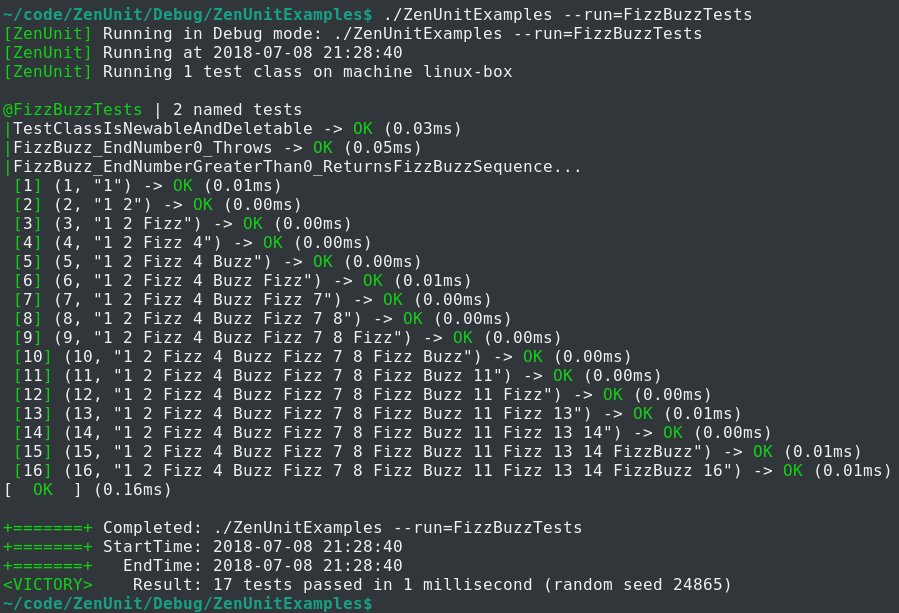 ~/code/ZenUnit/Debug/ZenUnitExamples$ ./ZenUnitExamples --run=FizzBuzzTests
[ZenUnit] Running in Debug mode: ./ZenUnitExamples --run=FizzBuzzTests
[ZenUnit] Running at 2018-07-08 21:28:40
[ZenUnit] Running 1 test class on machine linux-box
@FizzBuzzTests | 2 named tests
|TestClassIsNewableAndDeletable -> OK (0.03ms)
|FizzBuzz_EndNumber0_Throws -> OK (0.05ms)
|FizzBuzz_EndNumberGreaterThan0_ReturnsFizzBuzzSequence...
 [1] (1, "1") -> OK (0.01ms)
 [2] (2, "1 2") -> OK (0.00ms)
 [3] (3, "1 2 Fizz") -> OK (0.00ms)
 [4] (4, "1 2 Fizz 4") -> OK (0.00ms)
 [5] (5, "1 2 Fizz 4 Buzz") -> OK (0.00ms)
 [6] (6, "1 2 Fizz 4 Buzz Fizz") -> OK (0.01ms)
 [7] (7, "1 2 Fizz 4 Buzz Fizz 7") -> OK (0.00ms)
 [8] (8, "1 2 Fizz 4 Buzz Fizz 7 8") -> OK (0.00ms)
 [9] (9, "1 2 Fizz 4 Buzz Fizz 7 8 Fizz") -> OK (0.00ms)
 [10] (10, "1 2 Fizz 4 Buzz Fizz 7 8 Fizz Buzz") -> OK (0.00ms)
 [11] (11, "1 2 Fizz 4 Buzz Fizz 7 8 Fizz Buzz 11") -> OK (0.00ms)
 [12] (12, "1 2 Fizz 4 Buzz Fizz 7 8 Fizz Buzz 11 Fizz") -> OK (0.00ms)
 [13] (13, "1 2 Fizz 4 Buzz Fizz 7 8 Fizz Buzz 11 Fizz 13") -> OK (0.01ms)
 [14] (14, "1 2 Fizz 4 Buzz Fizz 7 8 Fizz Buzz 11 Fizz 13 14") -> OK (0.00ms)
 [15] (15, "1 2 Fizz 4 Buzz Fizz 7 8 Fizz Buzz 11 Fizz 13 14 FizzBuzz") -> OK (0.01ms)
 [16] (16, "1 2 Fizz 4 Buzz Fizz 7 8 Fizz Buzz 11 Fizz 13 14 FizzBuzz 16") -> OK (0.01ms)
[  OK  ] (0.16ms)
+=======+ Completed: ./ZenUnitExamples --run=FizzBuzzTests
+=======+ StartTime: 2018-07-08 21:28:40
+=======+   EndTime: 2018-07-08 21:28:40
<VICTORY>    Result: 17 tests passed in 1 millisecond (random seed 24865)
~/code/ZenUnit/Debug/ZenUnitExamples$